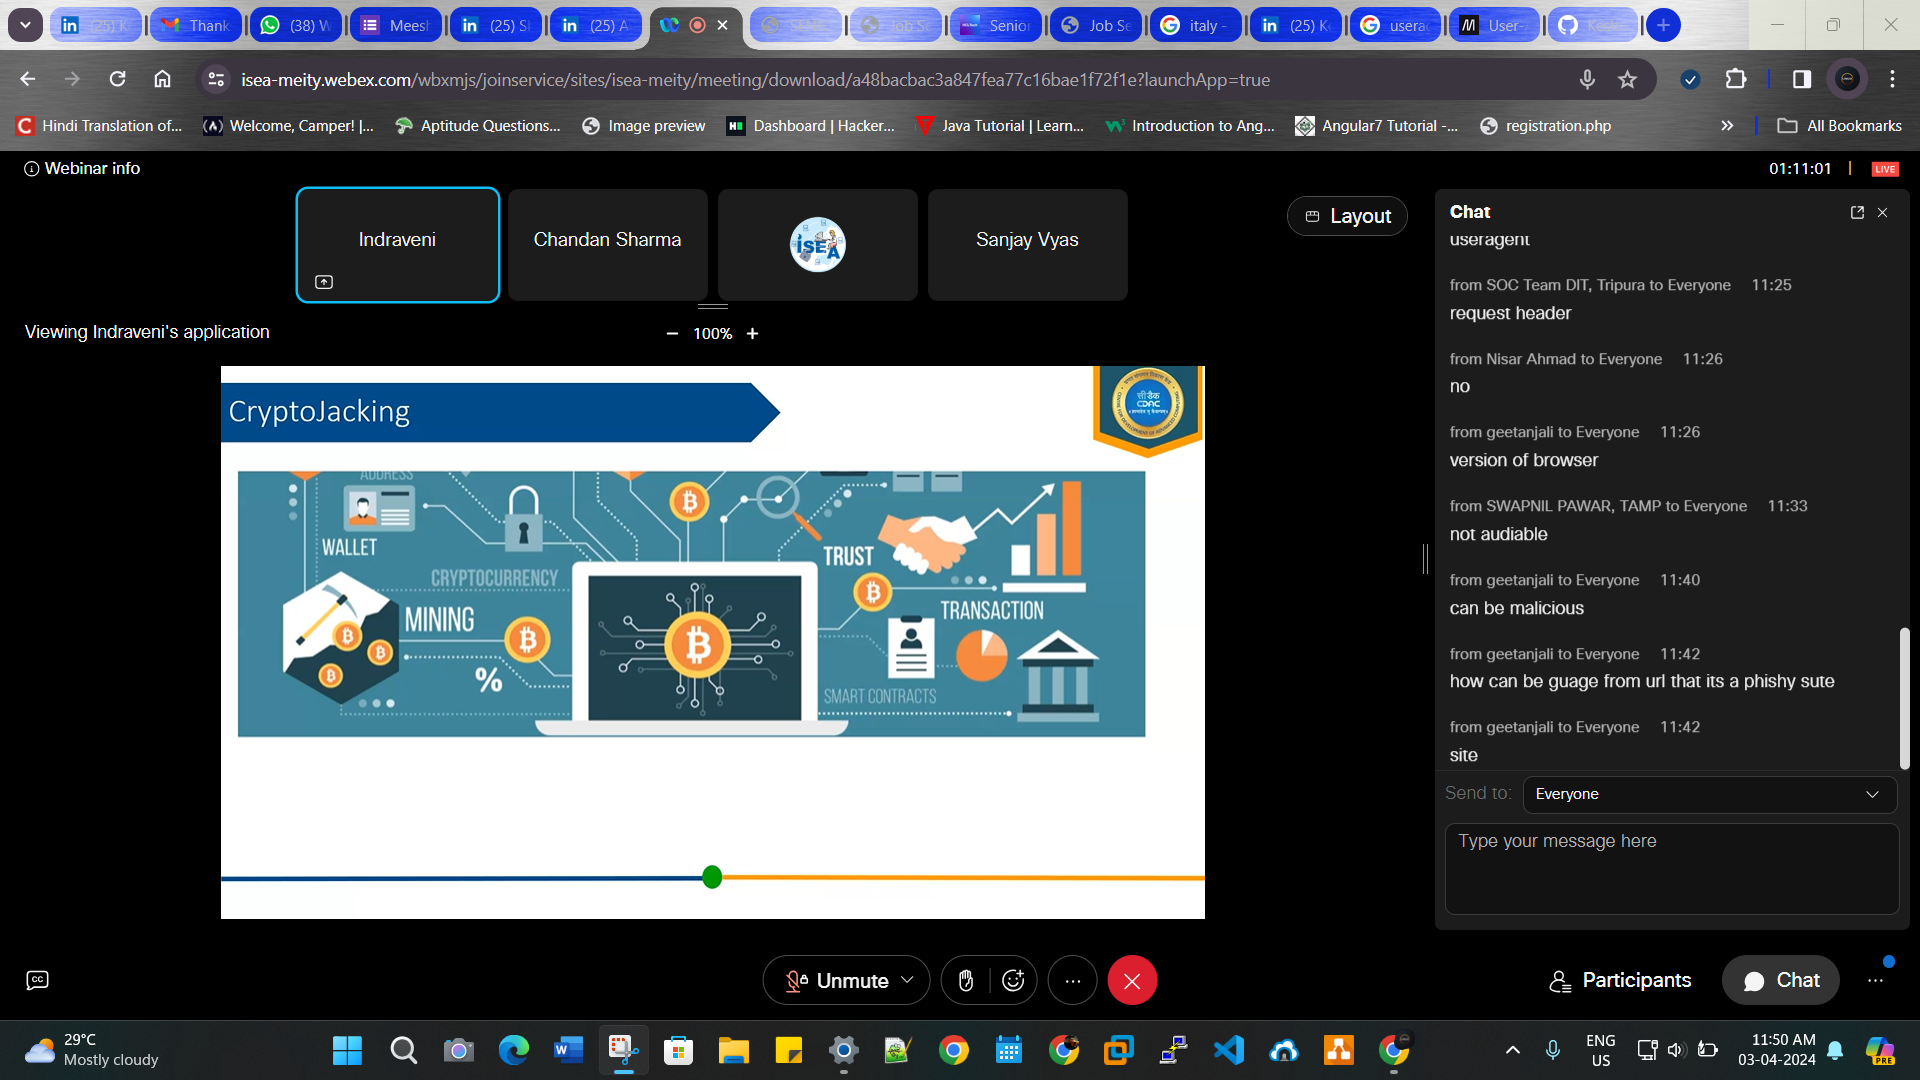 Thank
(38) W
Meesh
(25) S
(25) A
Senior
Job Se
italy -
(25) K
usera
User-
isea-meity.webex.com/wbxmjs/joinservice/sites/isea-meity/meeting/download/a48bacbac3a847fea77c16bae1f72f1e?launchApp=true
Hindi Translation of...
Welcome, Camper! |...
Aptitude Questions...
Image preview
Dashboard | Hacker...
Java Tutorial | Learn...
Introduction to Ang...
Angular7 Tutorial -...
registration.php
All Bookmarks
Webinar info
01:11:01
LIVE
Indraveni
Chandan Sharma
ISEA
Sanjay Vyas
Layout
Viewing Indraveni's application
100%
CryptoJacking
सी डैक
CDAC
ADDRESS
WALLET
CRYPTOCURRENCY
MINING
%
TRUST
TRANSACTION
SMART CONTRACTS
Chat
useragent
from SOC Team DIT, Tripura to Everyone 11:25
request header
from Nisar Ahmad to Everyone 11:26
no
from geetanjali to Everyone 11:26
version of browser
from SWAPNIL PAWAR, TAMP to Everyone 11:33
not audiable
from geetanjali to Everyone 11:40
can be malicious
from geetanjali to Everyone 11:42
how can be guage from url that its a phishy sute
from geetanjali to Everyone 11:42
site
Send to:
Everyone
Type your message here
Unmute
Participants
Chat
29°C
Mostly cloudy
ENG
US
11:50 AM
03-04-2024
PRE